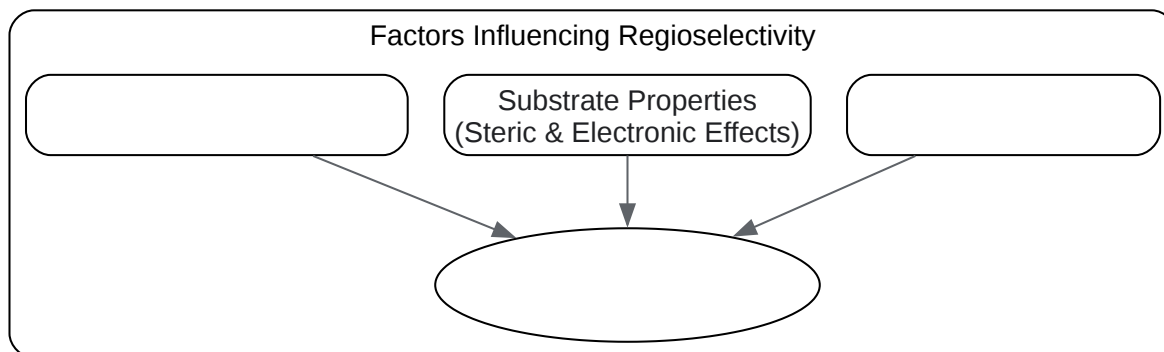 Factors Influencing Regioselectivity
Substrate Properties
(Steric & Electronic Effects)